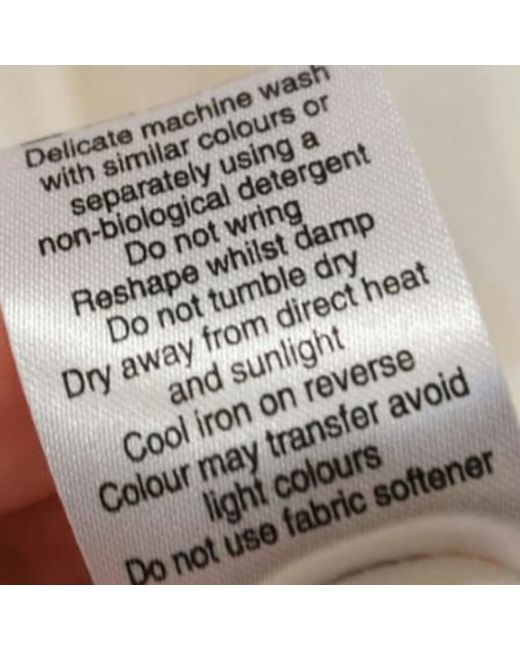 Delicate machine wash
with similar colours or
separately using a
non-biological detergent
Do not wring
Reshape whilst damp
Do not tumble dry
Dry away from direct heat
and sunlight
Cool iron on reverse
Colour may transfer avoid
light colours
Do not use fabric softener